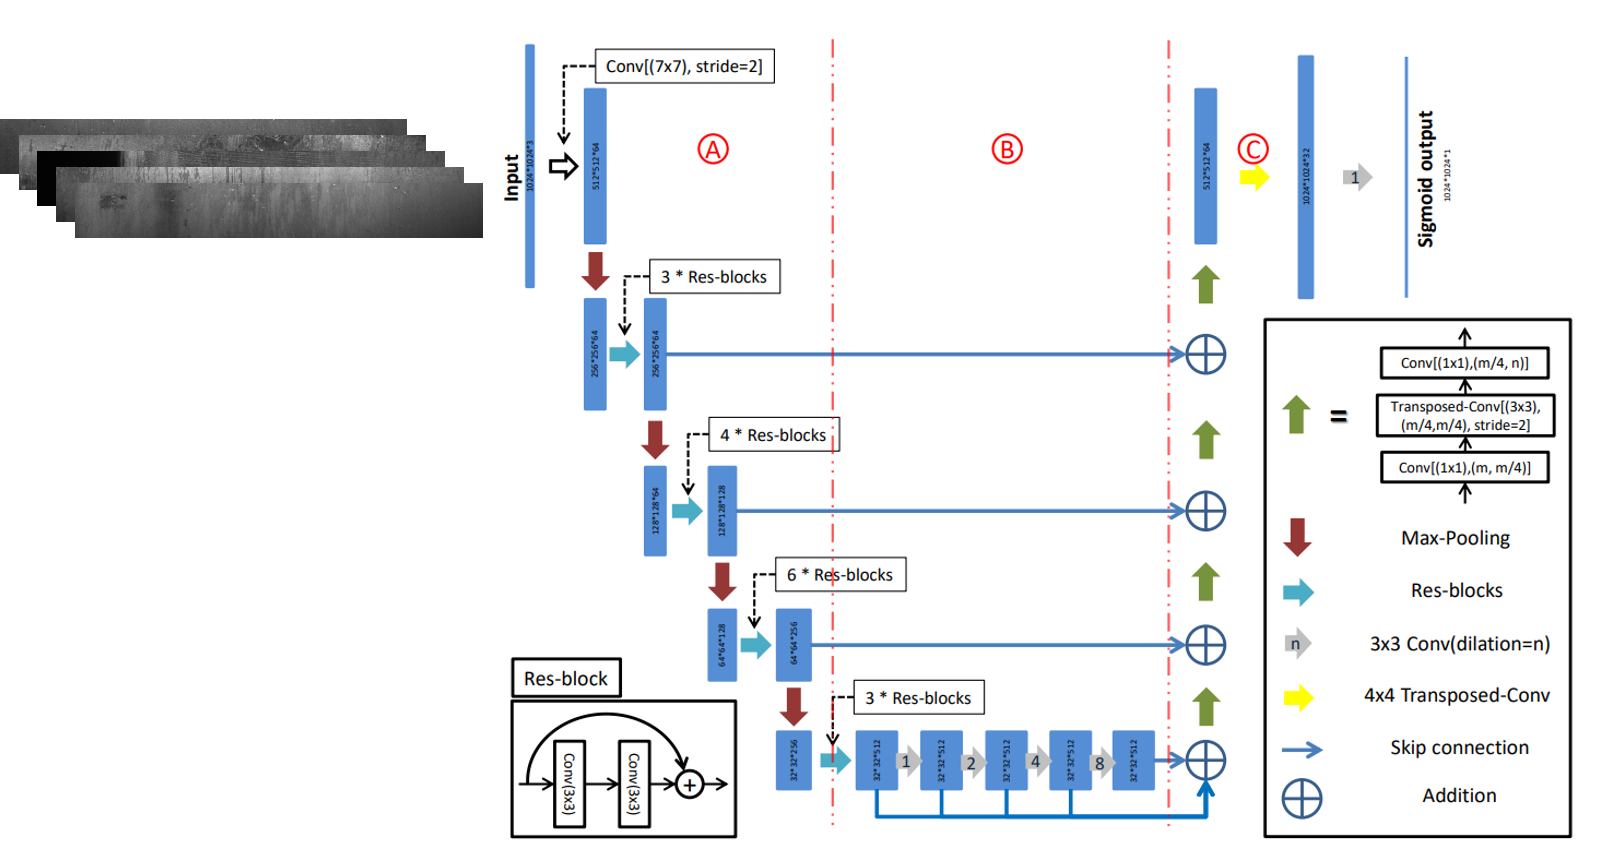 Conv[(7x7), stride=2]
Input
1024*1024*3
512*512*64
A
B
C
512*512*64
1024*1024*32
1
Sigmoid output
1024*1024*1
3 * Res-blocks
256*256*64
256*256*64
4 * Res-blocks
128*128*64
128*128*128
6 * Res-blocks
64*64*128
64*64*256
3 * Res-blocks
32*32*256
32*32*512
1
32*32*512
2
32*32*512
4
32*32*512
8
32*32*512
Res-block
Conv(3x3)
Conv(3x3)
+
=
Conv[(1x1),(m/4, n)]
Transposed-Conv[(3x3),
(m/4,m/4), stride=2]
Conv[(1x1),(m, m/4)]
Max-Pooling
Res-blocks
n
3x3 Conv(dilation=n)
4x4 Transposed-Conv
Skip connection
Addition